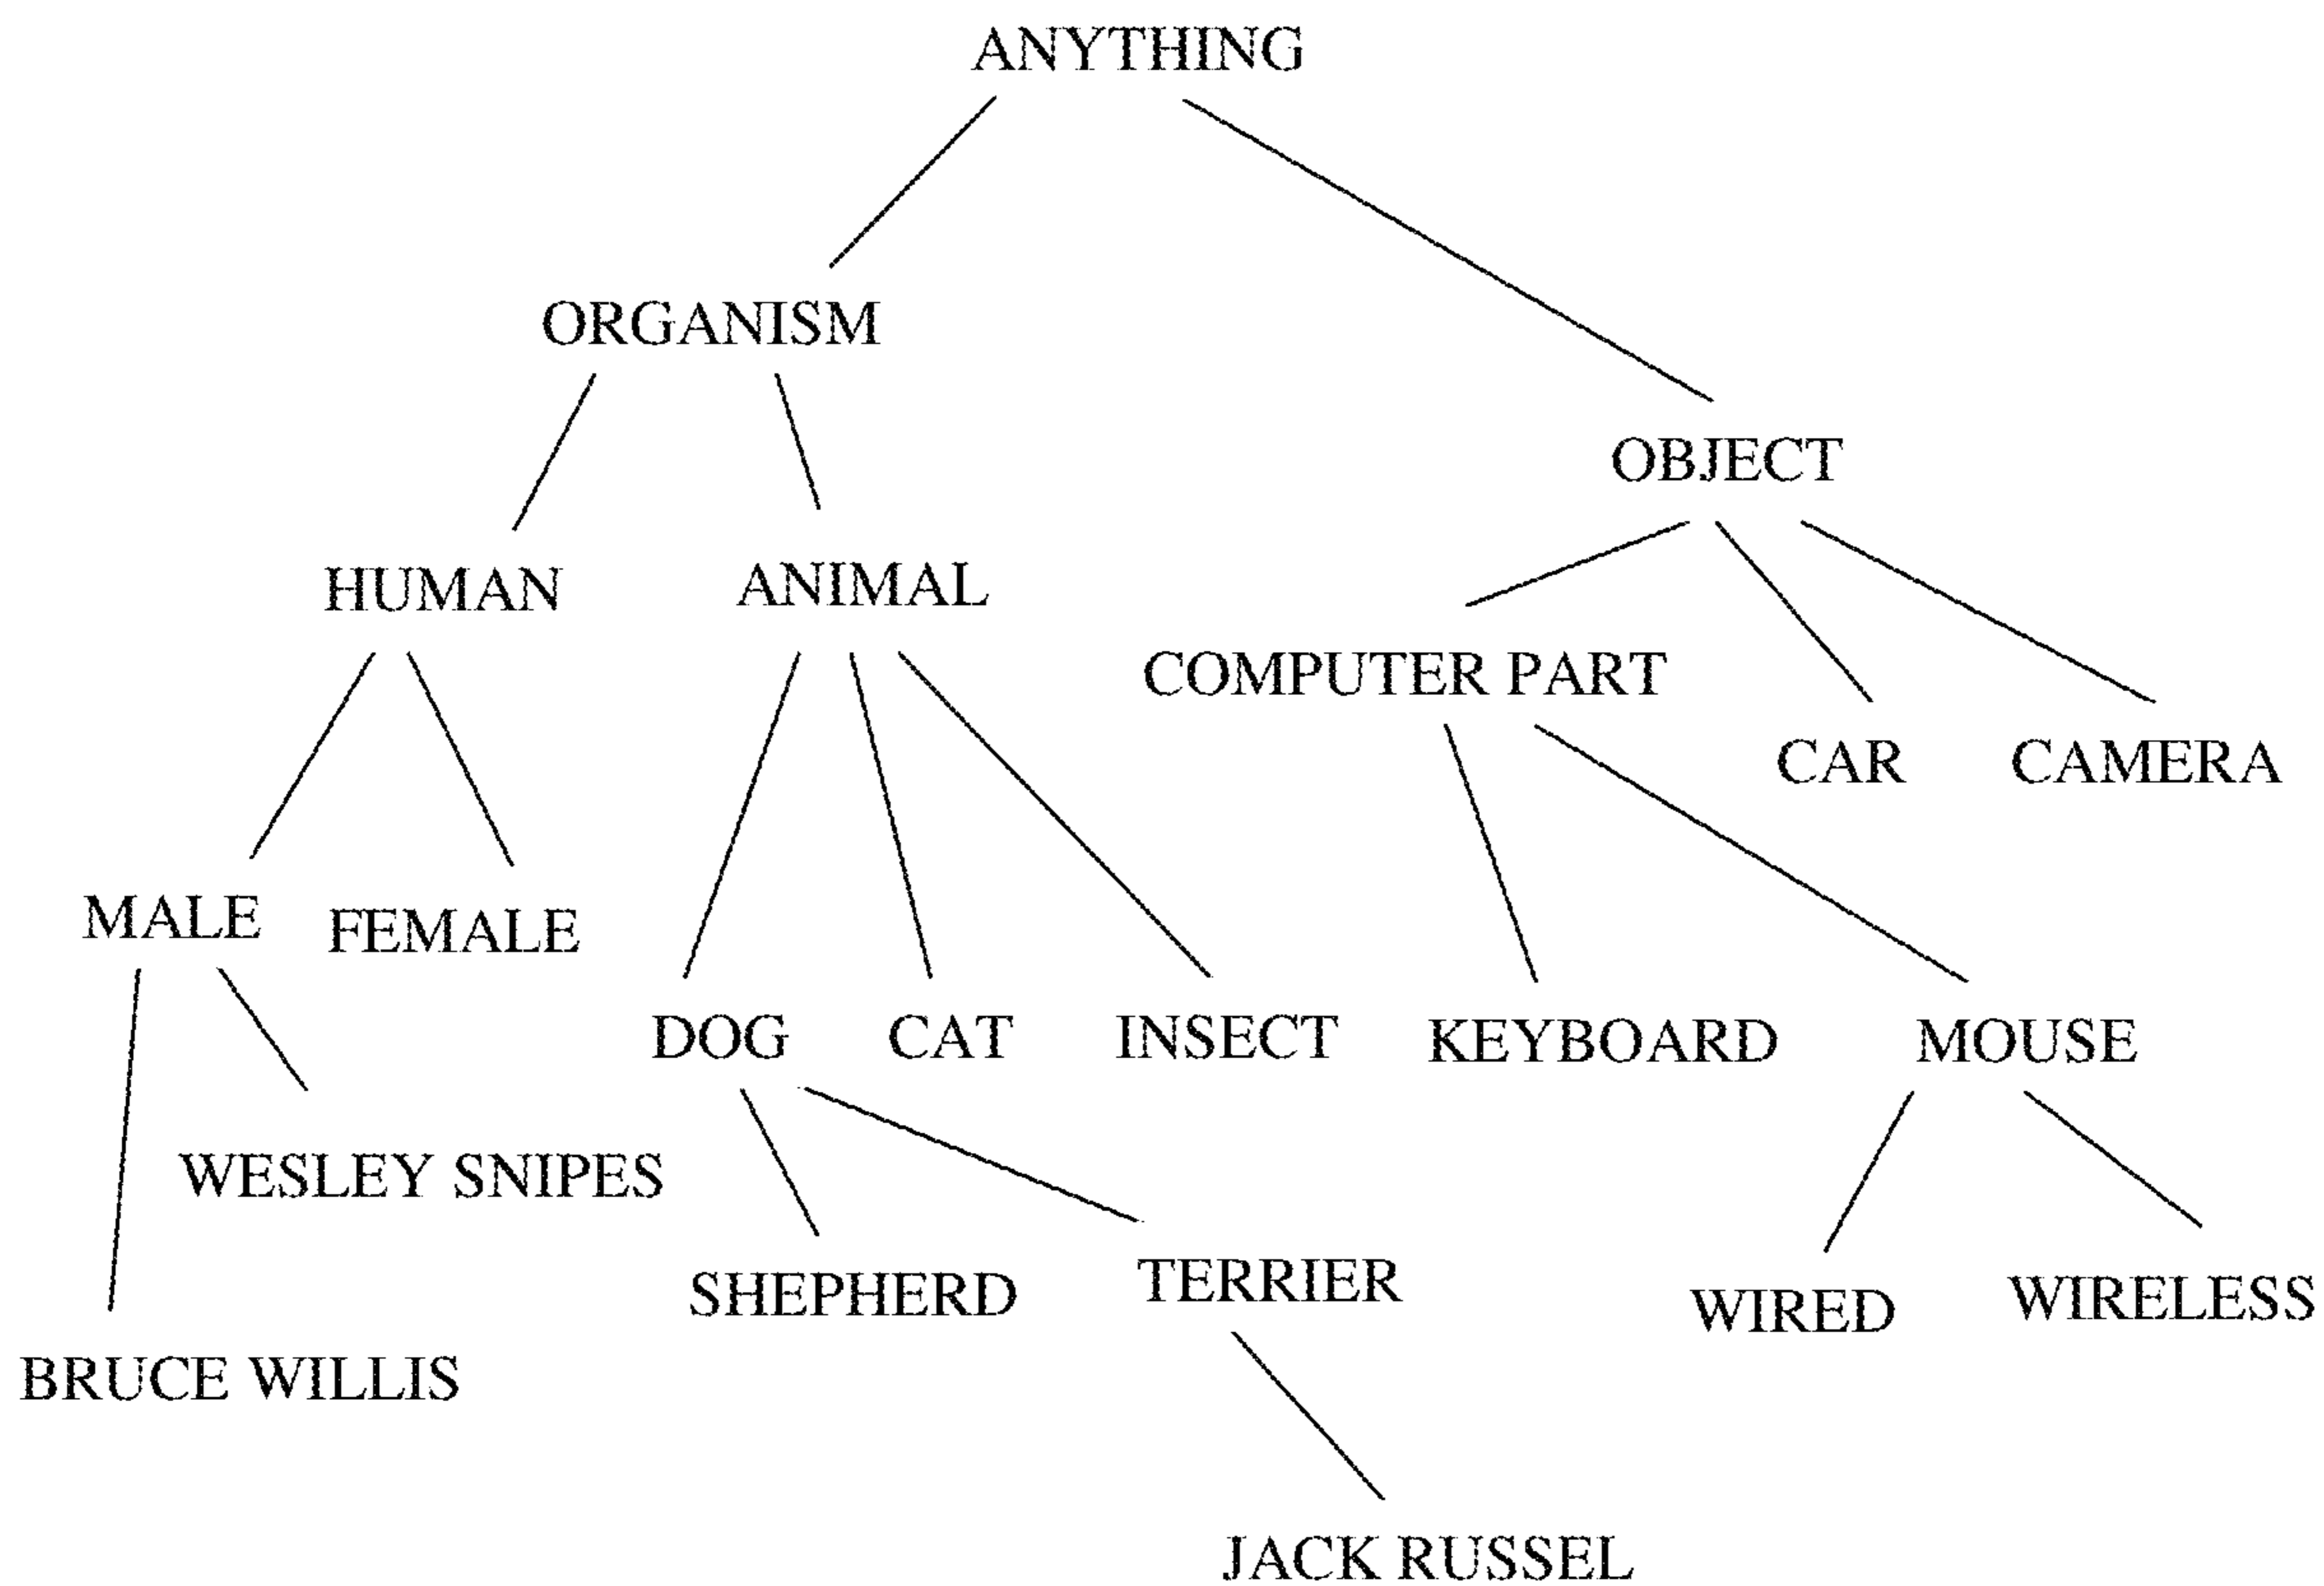 ANYTHING
ORGANISM
OBJECT
HUMAN
ANIMAL
COMPUTER PART
CAR
CAMERA
MALE
FEMALE
DOG
CAT
INSECT
KEYBOARD
MOUSE
WESLEY SNIPES
SHEPHERD
TERRIER
WIRED
WIRELESS
BRUCE WILLIS
JACK RUSSEL